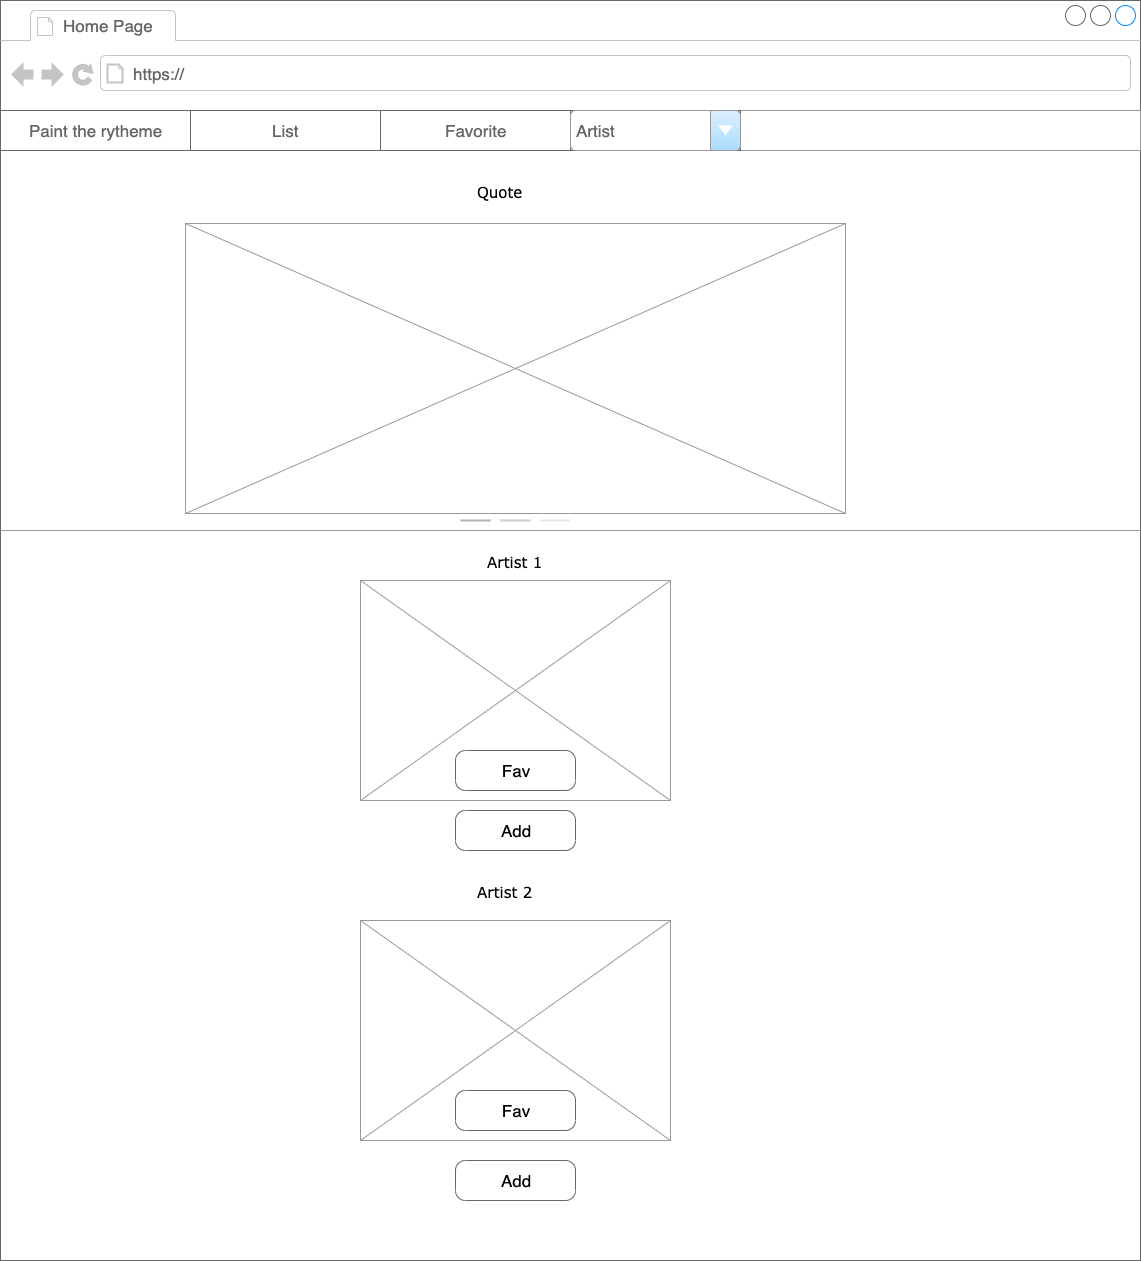 Home Page
https://
Paint the rytheme
List
Favorite
Artist
Quote
Artist 1
Fav
Add
Artist 2
Fav
Add